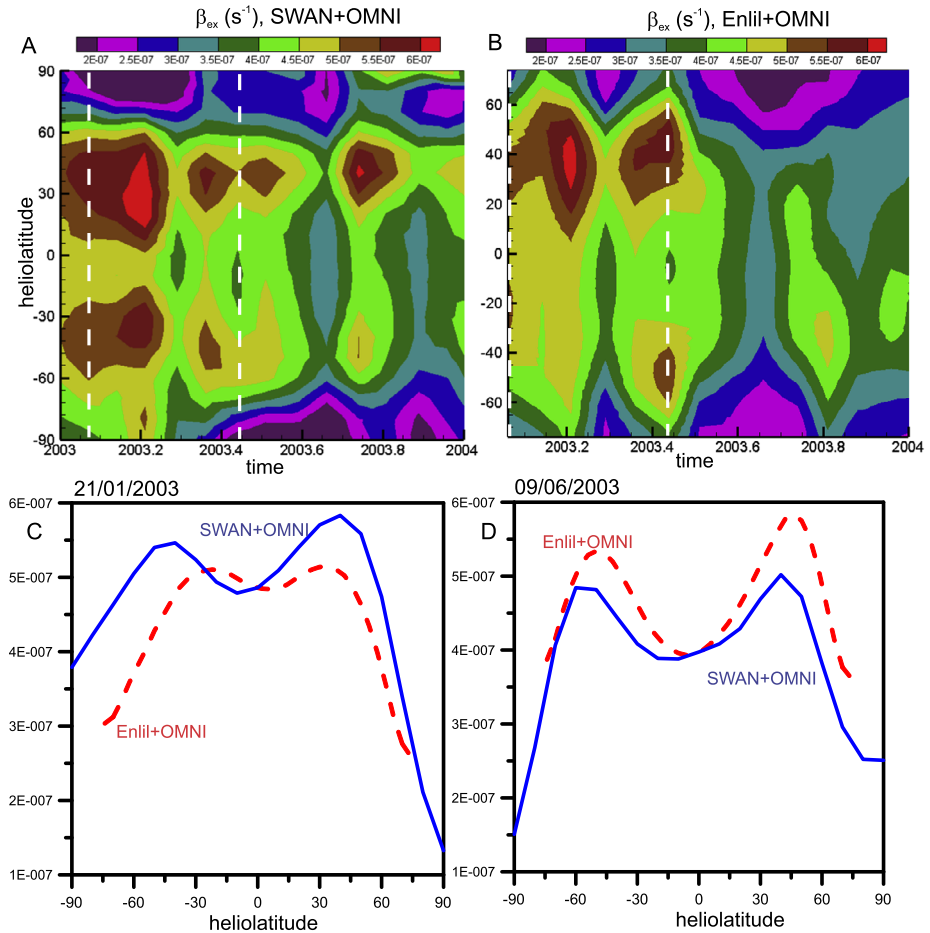 β_ex (s⁻¹), SWAN+OMNI
A
2E-07 2.5E-07 3E-07 3.5E-07 4E-07 4.5E-07 5E-07 5.5E-07 6E-07
90
60
30
0
-30
-60
-90
heliolatitude
2003 2003.2 2003.4 2003.6 2003.8 2004
time
β_ex (s⁻¹), Enlil+OMNI
B
2E-07 2.5E-07 3E-07 3.5E-07 4E-07 4.5E-07 5E-07 5.5E-07 6E-07
60
40
20
0
-20
-40
-60
2003.2 2003.4 2003.6 2003.8 2004
time
21/01/2003
C
6E-007
5E-007
4E-007
3E-007
2E-007
1E-007
SWAN+OMNI
Enlil+OMNI
-90 -60 -30 0 30 60 90
heliolatitude
09/06/2003
D
6E-007
5E-007
4E-007
3E-007
2E-007
1E-007
Enlil+OMNI
SWAN+OMNI
-90 -60 -30 0 30 60 90
heliolatitude